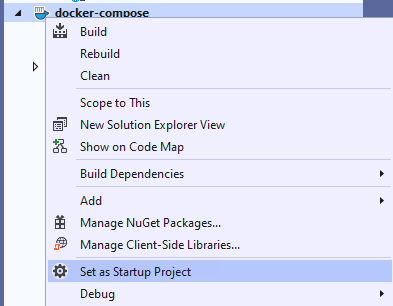 docker-compose
Build
Rebuild
Clean
Scope to This
New Solution Explorer View
Show on Code Map
Build Dependencies
Add
Manage NuGet Packages...
Manage Client-Side Libraries...
Set as Startup Project
Debug